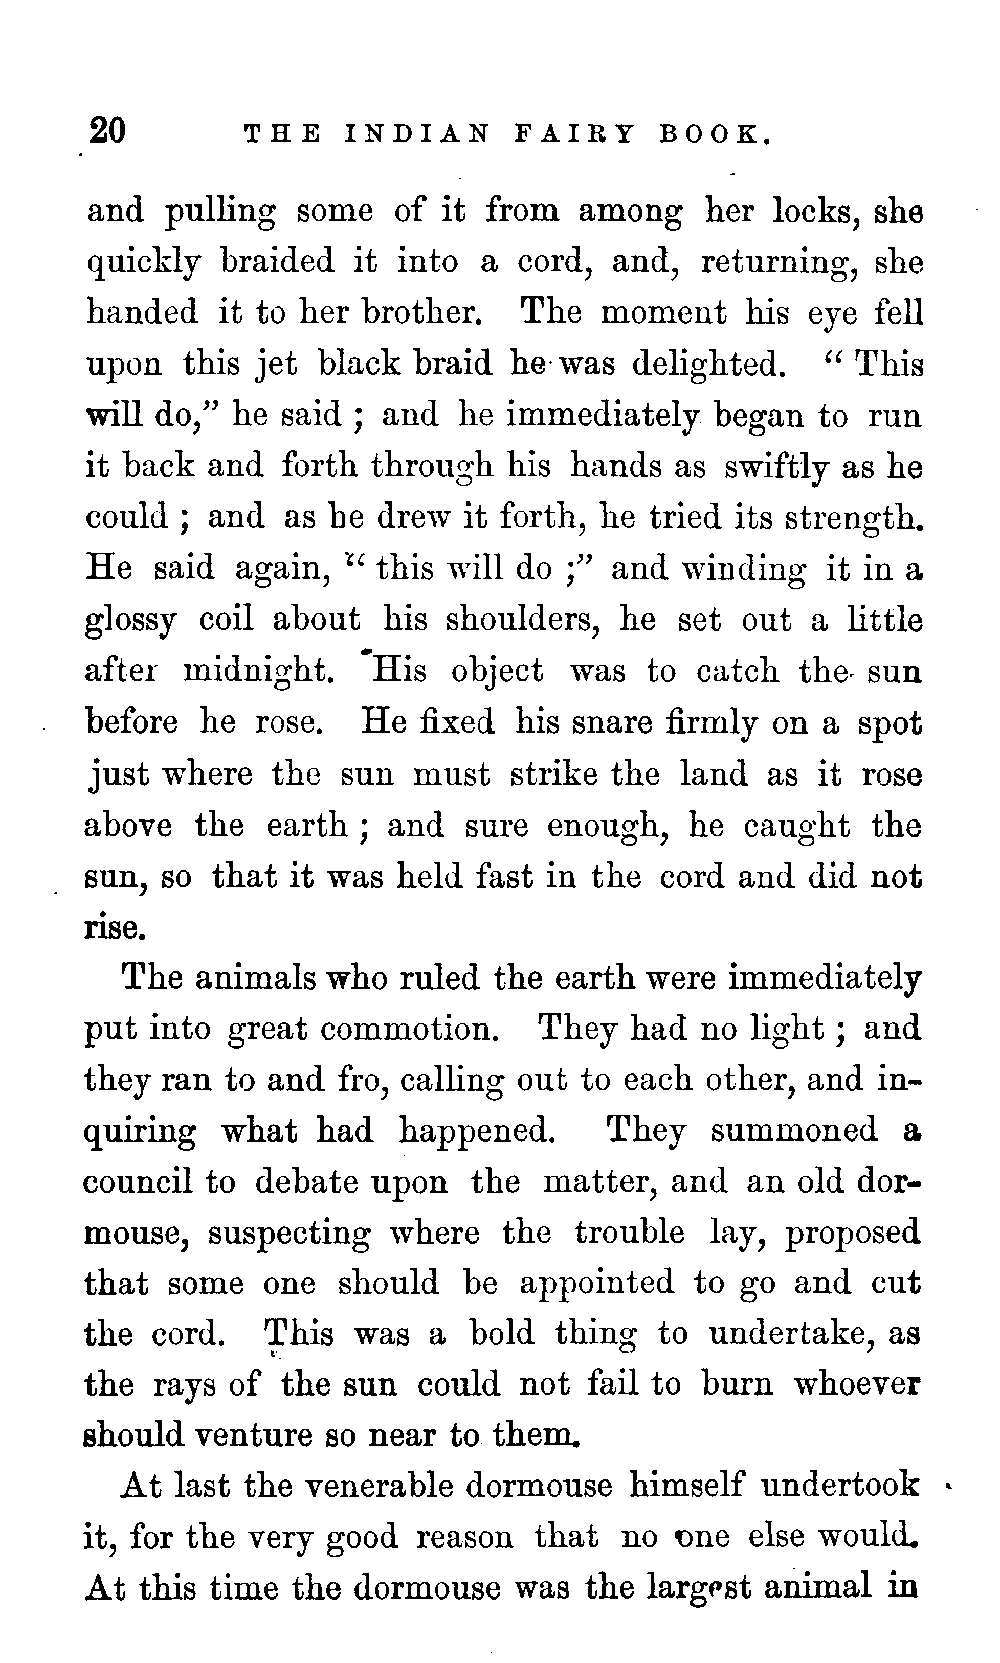 20 THE INDIAN FAIRY BOOK.
and pulling some of it from among her locks, she
quickly braided it into a cord, and, returning, she
handed it to her brother. The moment his eye fell
upon this jet black braid he was delighted. “ This
will do,” he said ; and he immediately began to run
it back and forth through his hands as swiftly as he
could ; and as he drew it forth, he tried its strength.
He said again, “ this will do ;” and winding it in a
glossy coil about his shoulders, he set out a little
after midnight. His object was to catch the sun
before he rose. He fixed his snare firmly on a spot
just where the sun must strike the land as it rose
above the earth ; and sure enough, he caught the
sun, so that it was held fast in the cord and did not
rise.
The animals who ruled the earth were immediately
put into great commotion. They had no light ; and
they ran to and fro, calling out to each other, and in-
quiring what had happened. They summoned a
council to debate upon the matter, and an old dor-
mouse, suspecting where the trouble lay, proposed
that some one should be appointed to go and cut
the cord. This was a bold thing to undertake, as
the rays of the sun could not fail to burn whoever
should venture so near to them.
At last the venerable dormouse himself undertook
it, for the very good reason that no one else would.
At this time the dormouse was the largest animal in